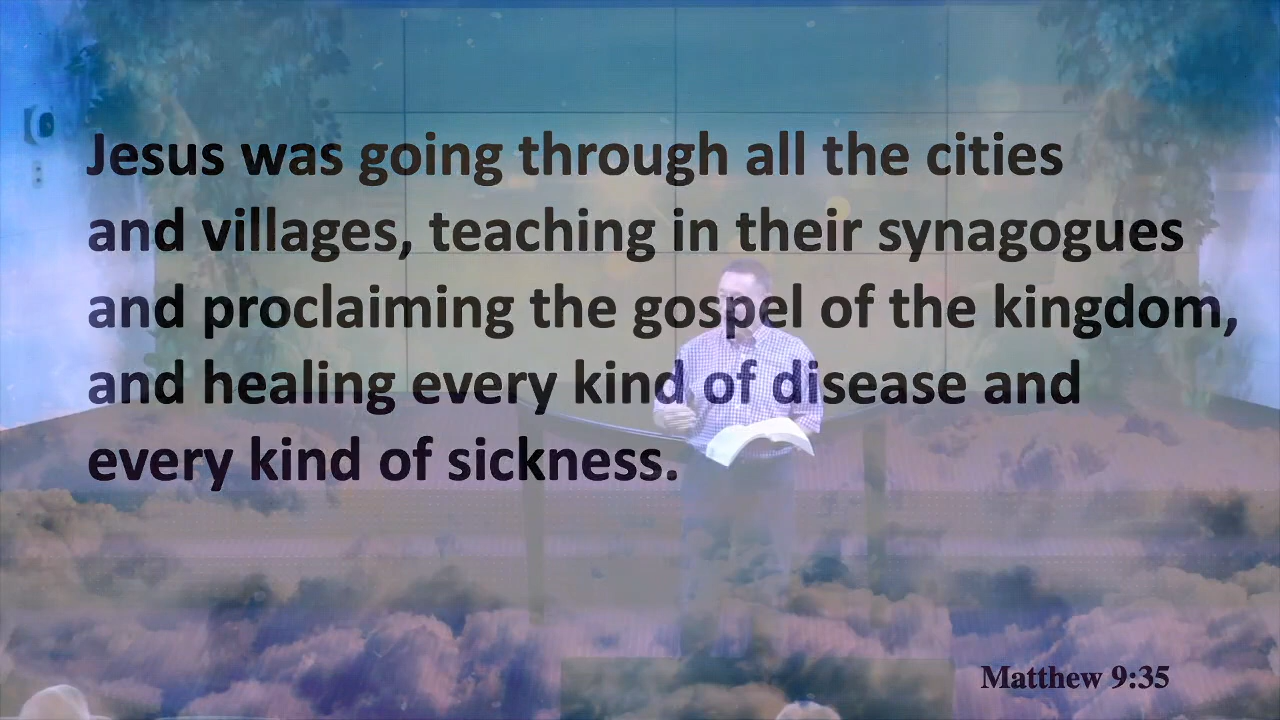 Jesus was going through all the cities
and villages, teaching in their synagogues
and proclaiming the gospel of the kingdom,
and healing every kind of disease and
every kind of sickness.
Matthew 9:35